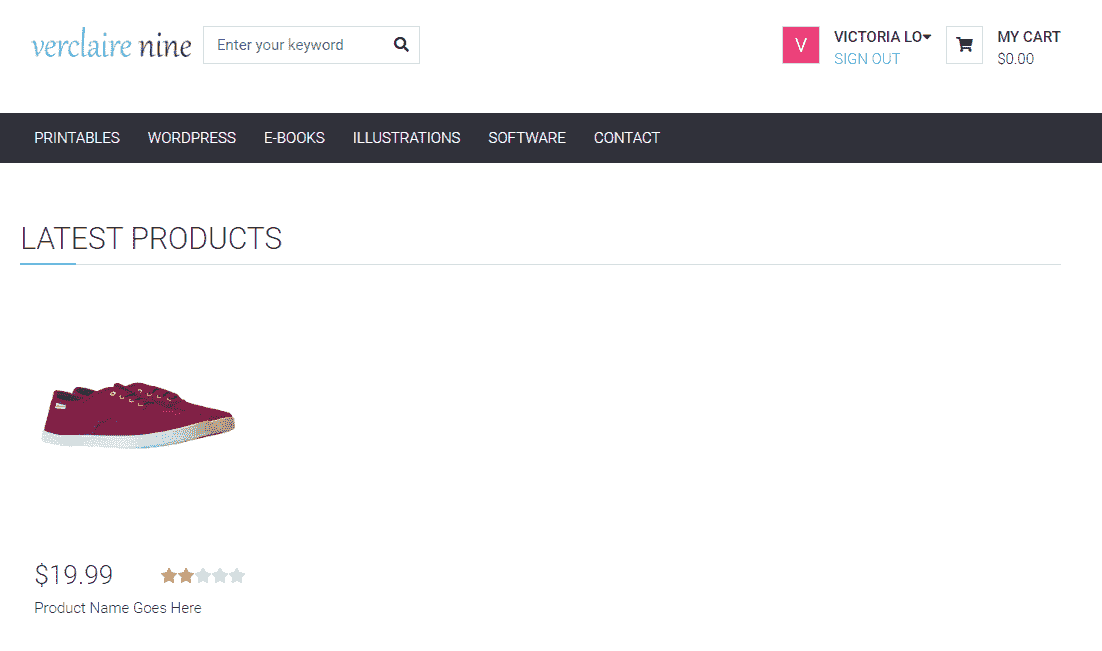 verclaire nine
Enter your keyword
V
VICTORIA LO
SIGN OUT
MY CART
$0.00
PRINTABLES WORDPRESS E-BOOKS ILLUSTRATIONS SOFTWARE CONTACT
LATEST PRODUCTS
$19.99
Product Name Goes Here